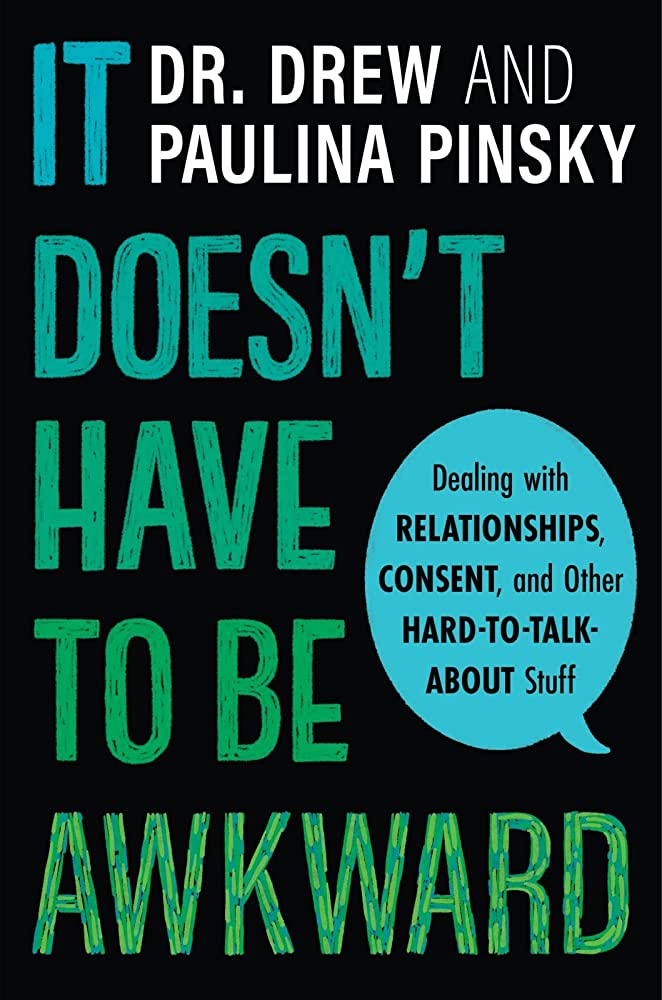 IT
DR. DREW AND
PAULINA PINSKY
DOESN'T
HAVE
TO BE
AWKWARD
Dealing with
RELATIONSHIPS,
CONSENT, and Other
HARD-TO-TALK-
ABOUT Stuff